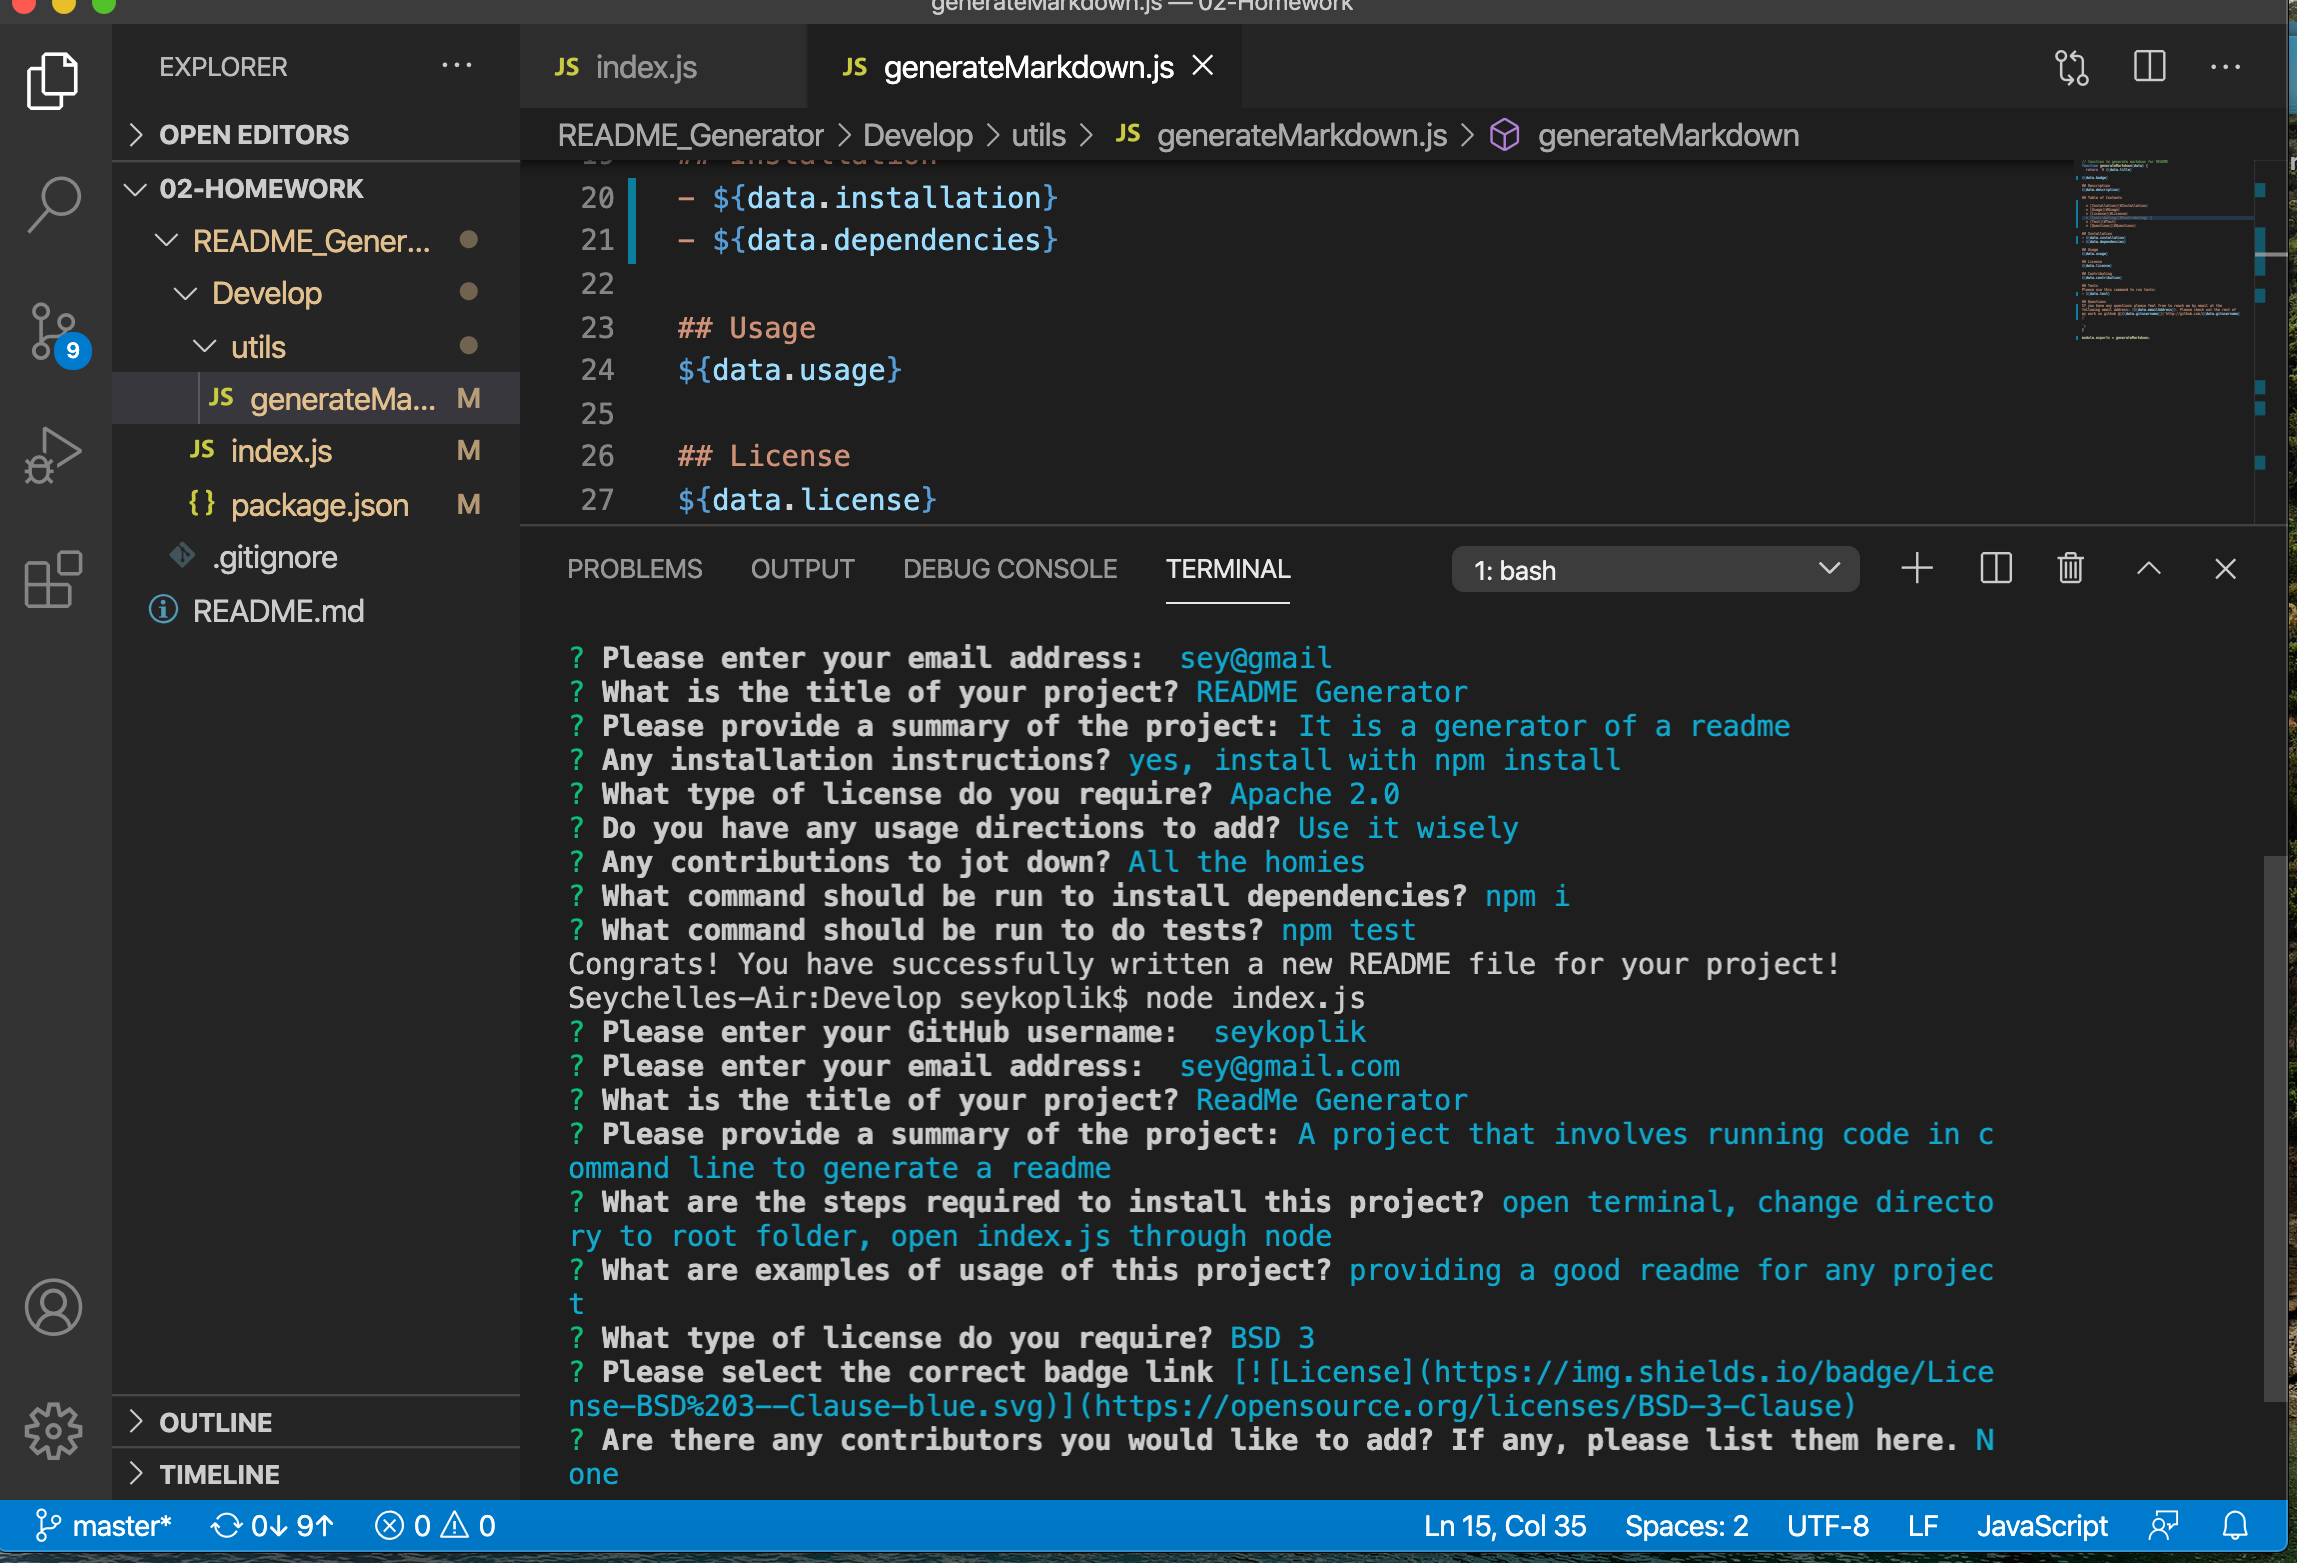 generateMarkdown.js — 02-Homework
EXPLORER
JS index.js
JS generateMarkdown.js
OPEN EDITORS
README_Generator > Develop > utils > JS generateMarkdown.js > generateMarkdown
02-HOMEWORK
README_Gener...
Develop
utils
JS generateMa... M
JS index.js M
{} package.json M
.gitignore
README.md
9
19 ## Installation
20 - ${data.installation}
21 - ${data.dependencies}
22
23 ## Usage
24 ${data.usage}
25
26 ## License
27 ${data.license}
PROBLEMS OUTPUT DEBUG CONSOLE TERMINAL 1: bash
? Please enter your email address:  sey@gmail
? What is the title of your project? README Generator
? Please provide a summary of the project: It is a generator of a readme
? Any installation instructions? yes, install with npm install
? What type of license do you require? Apache 2.0
? Do you have any usage directions to add? Use it wisely
? Any contributions to jot down? All the homies
? What command should be run to install dependencies? npm i
? What command should be run to do tests? npm test
Congrats! You have successfully written a new README file for your project!
Seychelles-Air:Develop seykoplik$ node index.js
? Please enter your GitHub username:  seykoplik
? Please enter your email address:  sey@gmail.com
? What is the title of your project? ReadMe Generator
? Please provide a summary of the project: A project that involves running code in c
ommand line to generate a readme
? What are the steps required to install this project? open terminal, change directo
ry to root folder, open index.js through node
? What are examples of usage of this project? providing a good readme for any projec
t
? What type of license do you require? BSD 3
? Please select the correct badge link [![License](https://img.shields.io/badge/Lice
nse-BSD%203--Clause-blue.svg)](https://opensource.org/licenses/BSD-3-Clause)
? Are there any contributors you would like to add? If any, please list them here. N
one
OUTLINE
TIMELINE
master* 0↓ 9↑ 0 0 Ln 15, Col 35 Spaces: 2 UTF-8 LF JavaScript